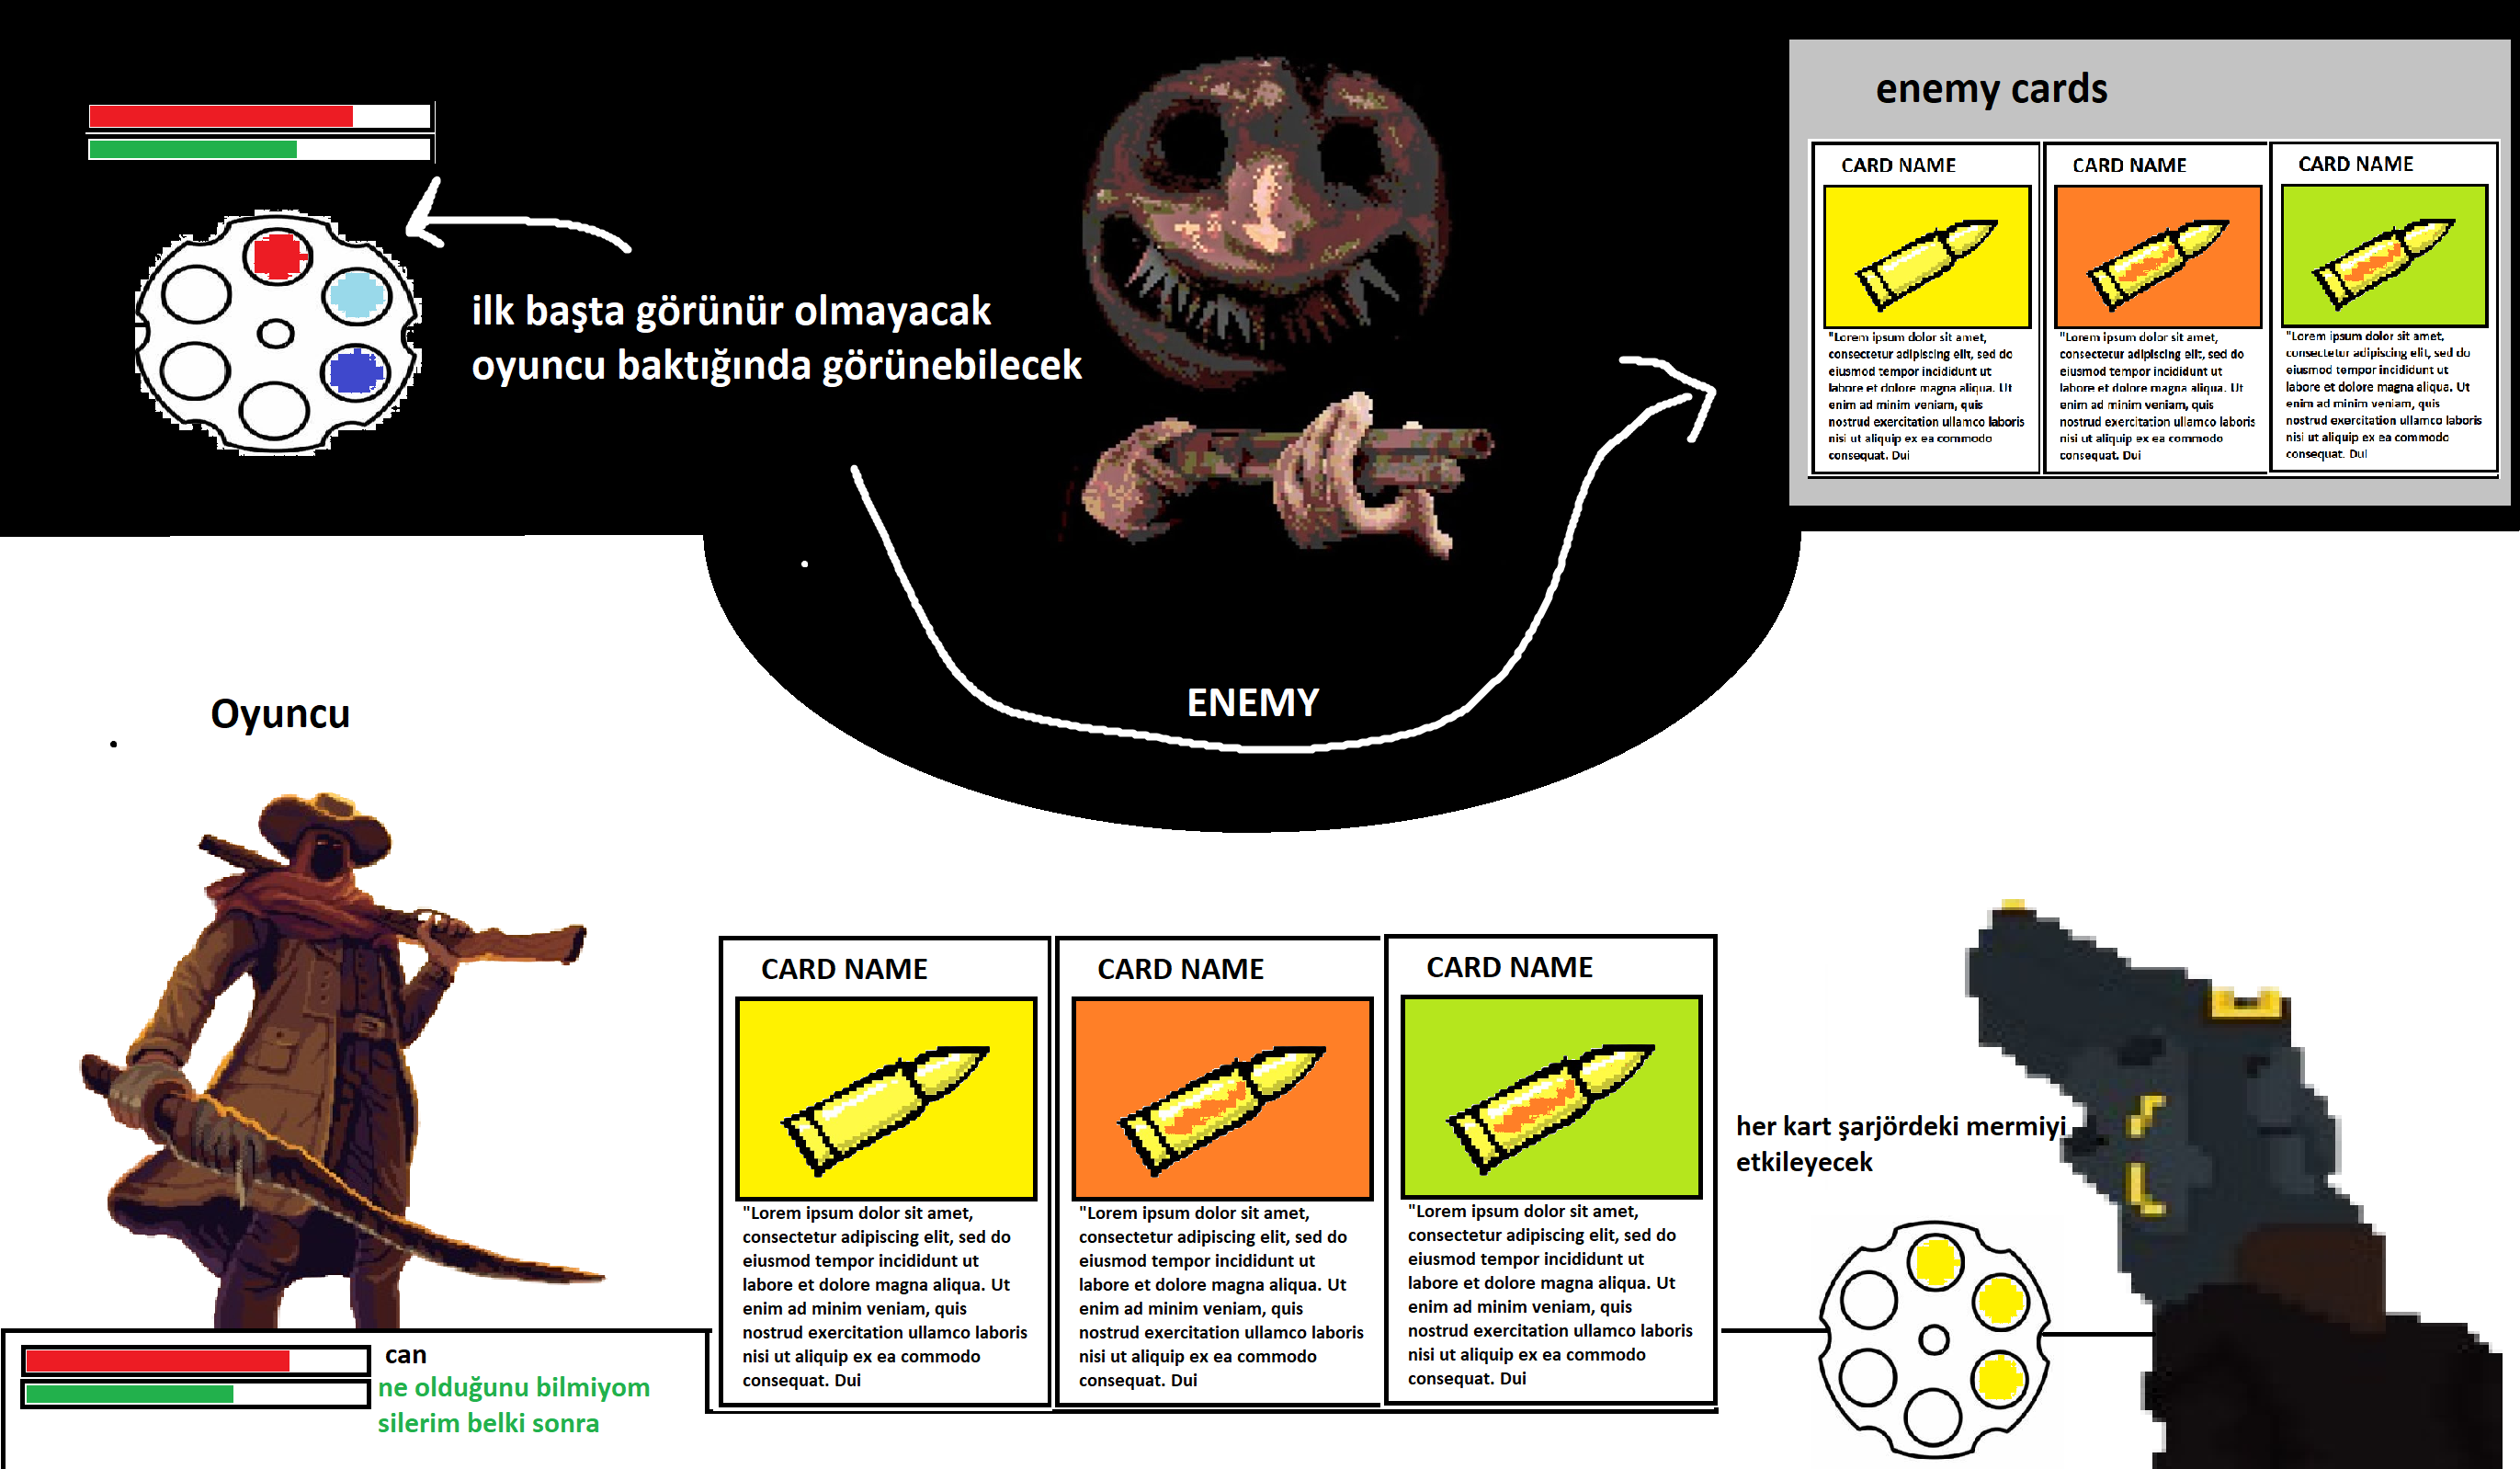 enemy cards
CARD NAME
"Lorem ipsum dolor sit amet,
consectetur adipiscing elit, sed do
eiusmod tempor incididunt ut
labore et dolore magna aliqua. Ut
enim ad minim veniam, quis
nostrud exercitation ullamco laboris
nisi ut aliquip ex ea commodo
consequat. Dui
CARD NAME
"Lorem ipsum dolor sit amet,
consectetur adipiscing elit, sed do
eiusmod tempor incididunt ut
labore et dolore magna aliqua. Ut
enim ad minim veniam, quis
nostrud exercitation ullamco laboris
nisi ut aliquip ex ea commodo
consequat. Dui
CARD NAME
"Lorem ipsum dolor sit amet,
consectetur adipiscing elit, sed do
eiusmod tempor incididunt ut
labore et dolore magna aliqua. Ut
enim ad minim veniam, quis
nostrud exercitation ullamco laboris
nisi ut aliquip ex ea commodo
consequat. Dui
ilk başta görünür olmayacak
oyuncu baktığında görünebilecek
ENEMY
Oyuncu
CARD NAME
"Lorem ipsum dolor sit amet,
consectetur adipiscing elit, sed do
eiusmod tempor incididunt ut
labore et dolore magna aliqua. Ut
enim ad minim veniam, quis
nostrud exercitation ullamco laboris
nisi ut aliquip ex ea commodo
consequat. Dui
CARD NAME
"Lorem ipsum dolor sit amet,
consectetur adipiscing elit, sed do
eiusmod tempor incididunt ut
labore et dolore magna aliqua. Ut
enim ad minim veniam, quis
nostrud exercitation ullamco laboris
nisi ut aliquip ex ea commodo
consequat. Dui
CARD NAME
"Lorem ipsum dolor sit amet,
consectetur adipiscing elit, sed do
eiusmod tempor incididunt ut
labore et dolore magna aliqua. Ut
enim ad minim veniam, quis
nostrud exercitation ullamco laboris
nisi ut aliquip ex ea commodo
consequat. Dui
her kart şarjördeki mermiyi
etkileyecek
can
ne olduğunu bilmiyom
silerim belki sonra